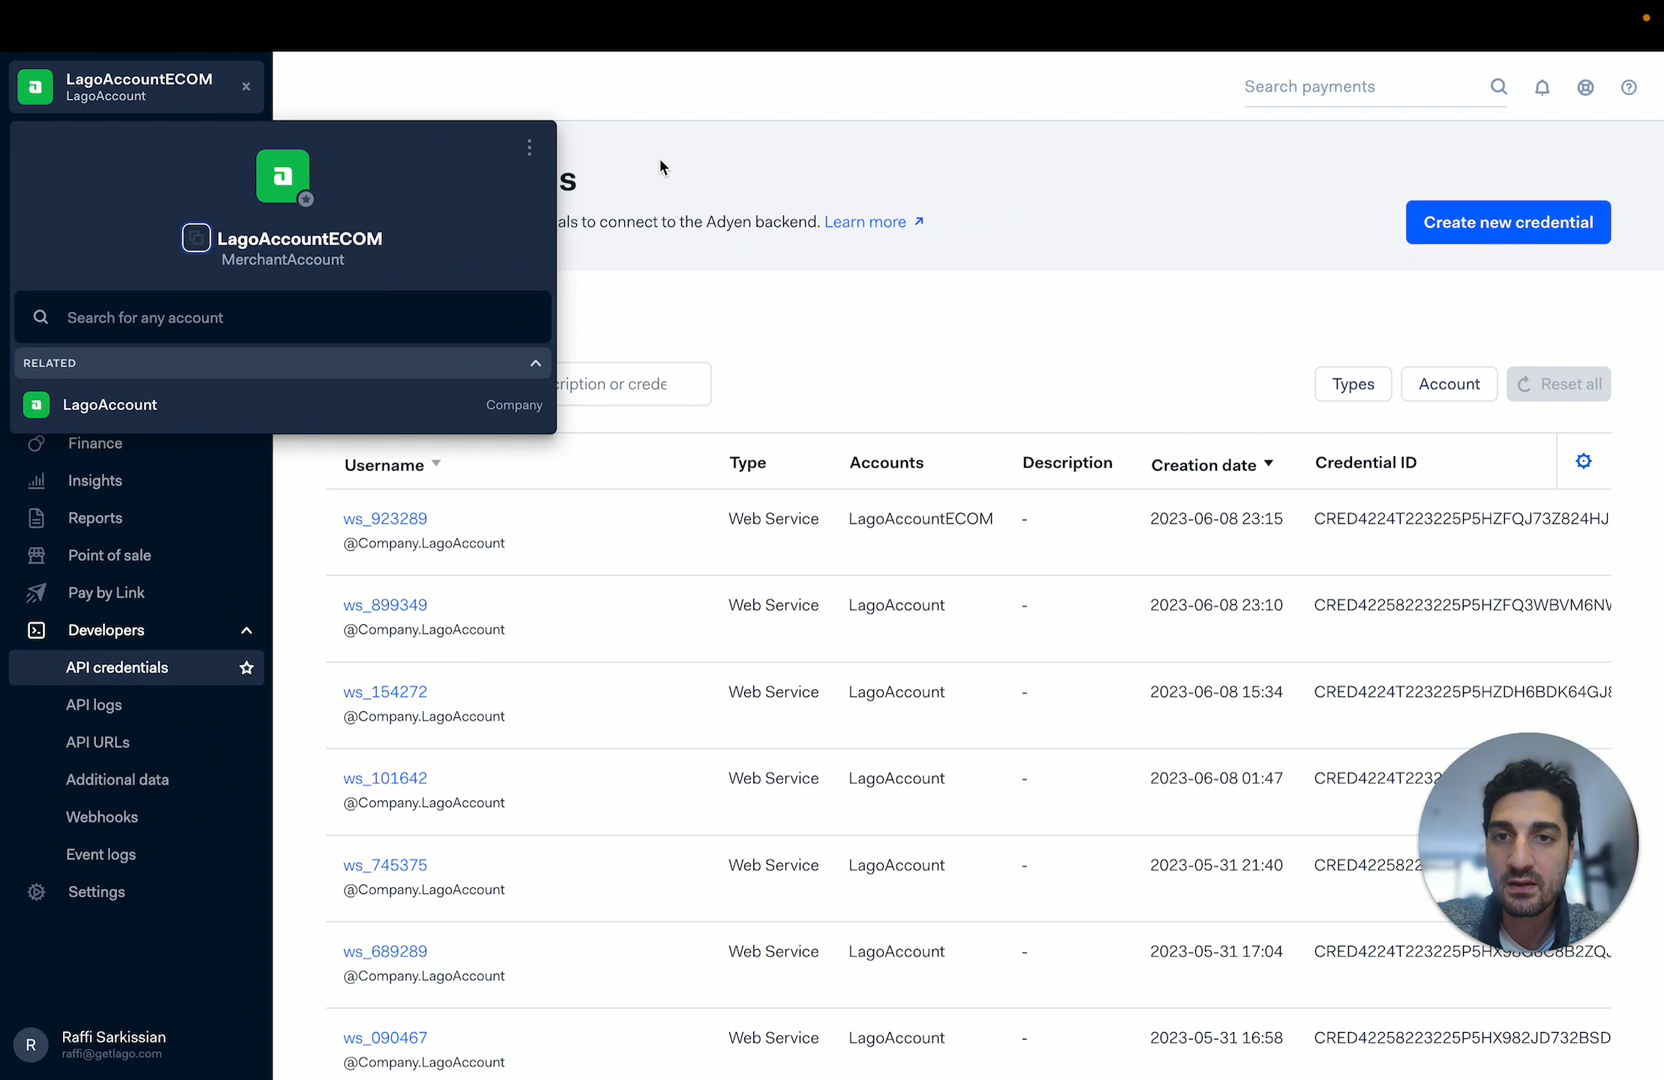 LagoAccountECOM
LagoAccount
Search payments
LagoAccountECOM
MerchantAccount
Search for any account
RELATED
LagoAccount Company
s
als to connect to the Adyen backend. Learn more
Create new credential
cription or crede
Types Account Reset all
Finance
Insights
Reports
Point of sale
Pay by Link
Developers
API credentials
API logs
API URLs
Additional data
Webhooks
Event logs
Settings
Raffi Sarkissian
raffi@getlago.com
R
Username Type Accounts Description Creation date Credential ID
ws_923289 Web Service LagoAccountECOM - 2023-06-08 23:15 CRED4224T223225P5HZFQJ73Z824HJ
@Company.LagoAccount
ws_899349 Web Service LagoAccount - 2023-06-08 23:10 CRED42258223225P5HZFQ3WBVM6N
@Company.LagoAccount
ws_154272 Web Service LagoAccount - 2023-06-08 15:34 CRED4224T223225P5HZDH6BDK64GJ
@Company.LagoAccount
ws_101642 Web Service LagoAccount - 2023-06-08 01:47 CRED4224T2232
@Company.LagoAccount
ws_745375 Web Service LagoAccount - 2023-05-31 21:40 CRED4225822
@Company.LagoAccount
ws_689289 Web Service LagoAccount - 2023-05-31 17:04 CRED4224T223225P5HX
@Company.LagoAccount
ws_090467 Web Service LagoAccount - 2023-05-31 16:58 CRED42258223225P5HX982JD732BSD
@Company.LagoAccount